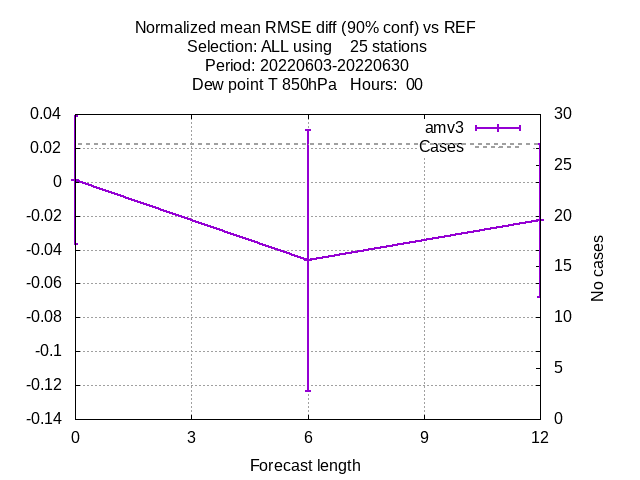 Normalized mean RMSE diff (90% conf) vs REF
Selection: ALL using    25 stations
Period: 20220603-20220630
Dew point T 850hPa   Hours:  00
amv3
Cases
0.04
0.02
0
-0.02
-0.04
-0.06
-0.08
-0.1
-0.12
-0.14
30
25
20
15
10
5
0
No cases
0 3 6 9 12
Forecast length